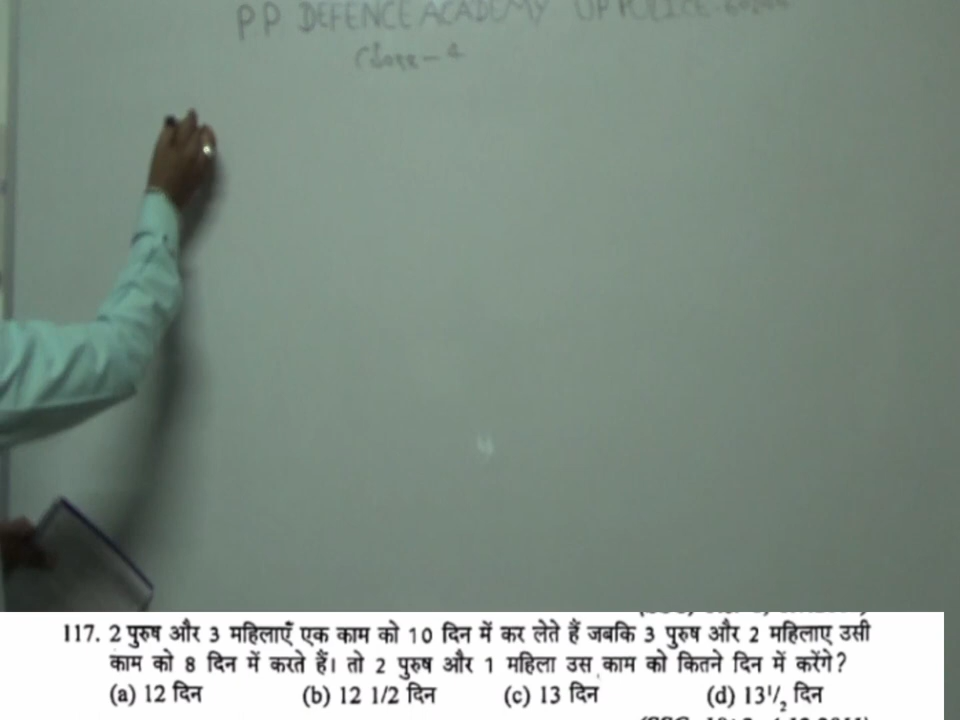 P.P. DEFENCE ACADEMY UP POLICE
Class - 4
117. 2 पुरुष और 3 महिलाएँ एक काम को 10 दिन में कर लेते हैं जबकि 3 पुरुष और 2 महिलाए उसी
काम को 8 दिन में करते हैं। तो 2 पुरुष और 1 महिला उस काम को कितने दिन में करेंगे?
(a) 12 दिन (b) 12 1/2 दिन (c) 13 दिन (d) 13¹/₂ दिन